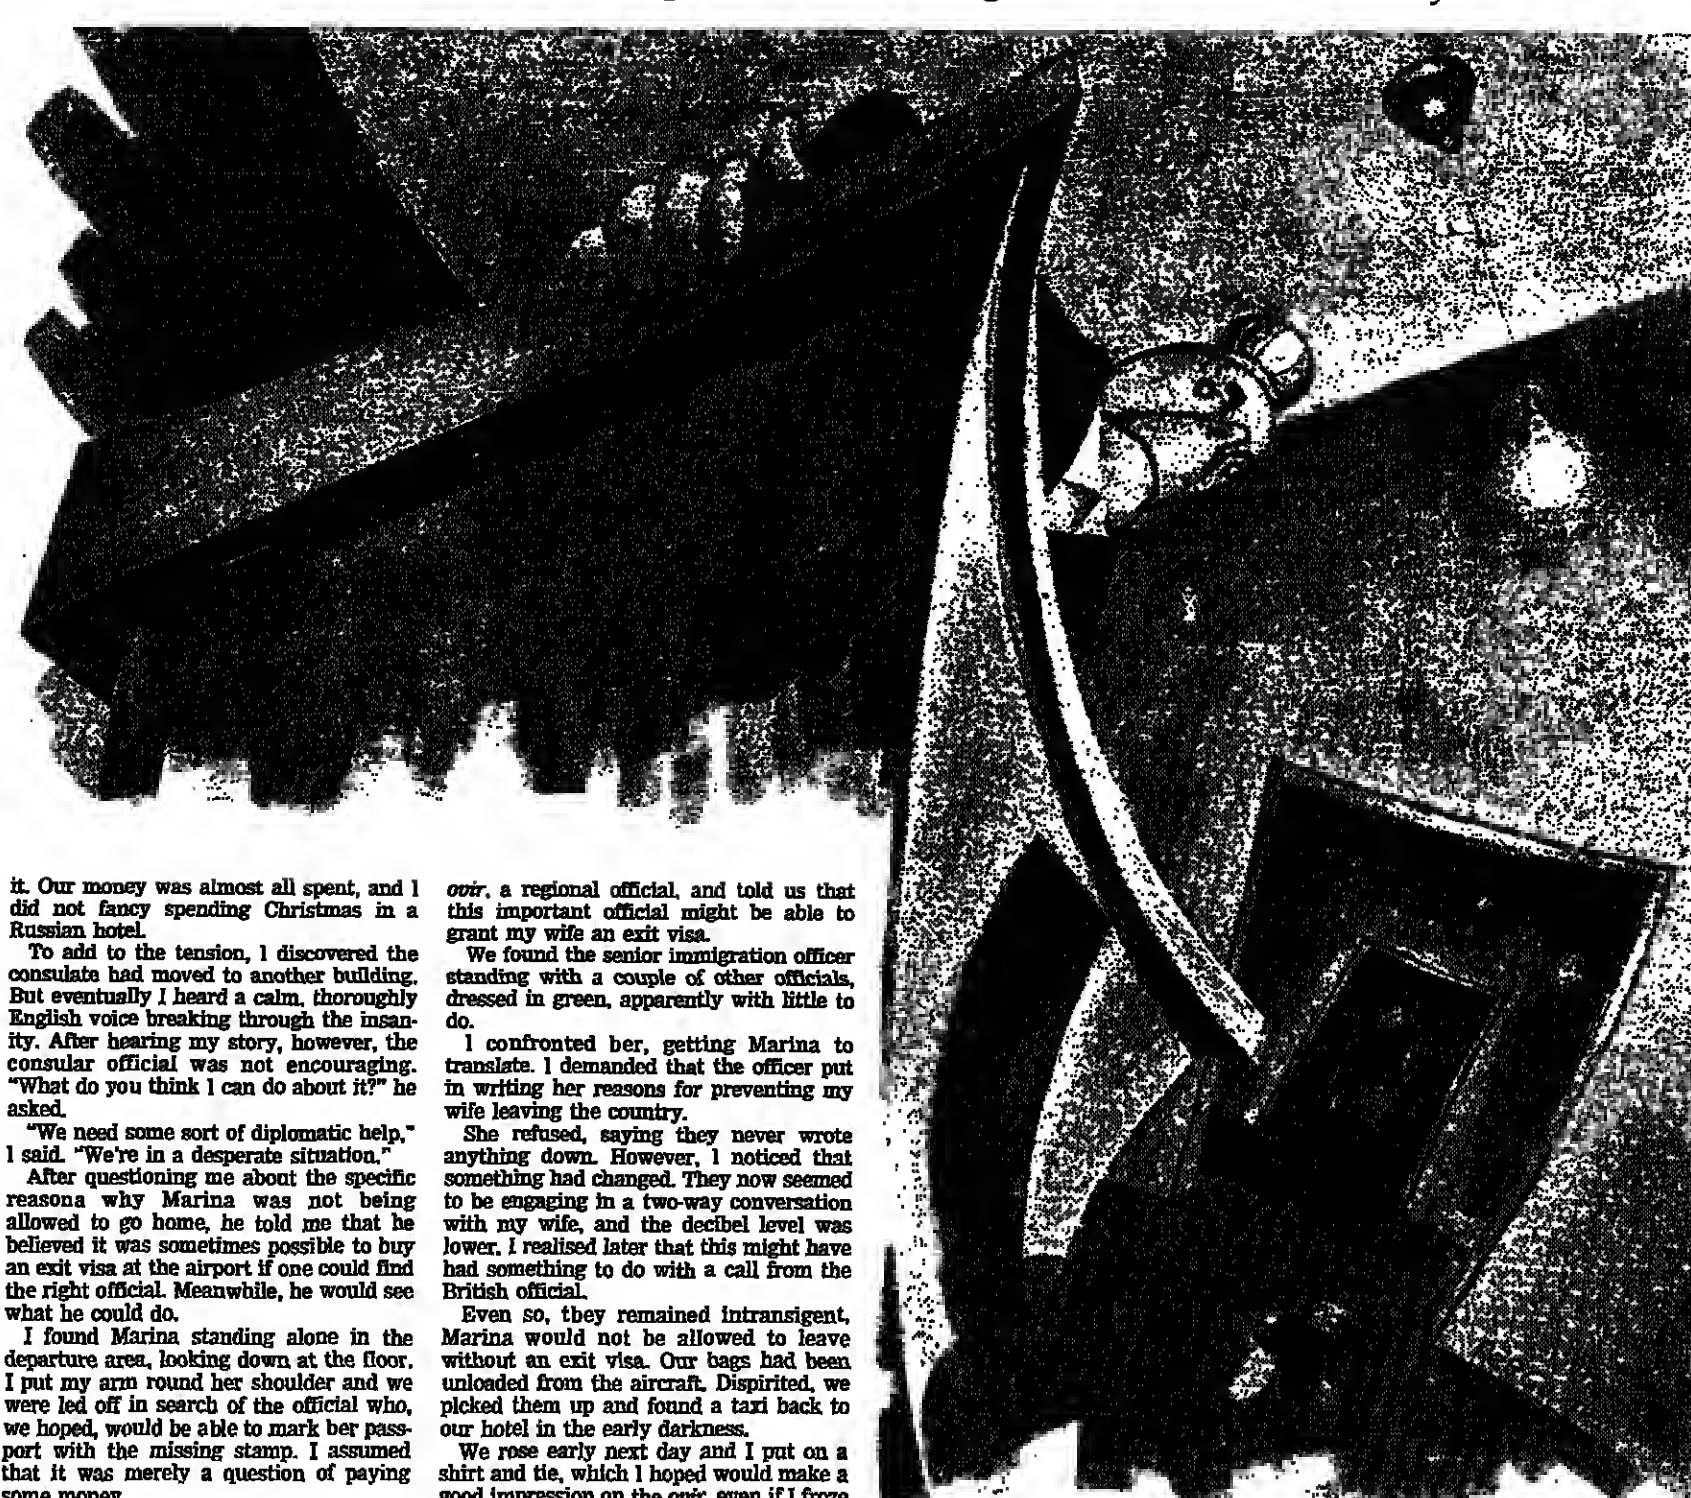 it. Our money was almost all spent, and I
did not fancy spending Christmas in a
Russian hotel.
To add to the tension, I discovered the
consulate had moved to another building.
But eventually I heard a calm, thoroughly
English voice breaking through the insan-
ity. After hearing my story, however, the
consular official was not encouraging.
"What do you think I can do about it?" he
asked.
"We need some sort of diplomatic help,"
I said. "We're in a desperate situation."
After questioning me about the specific
reasona why Marina was not being
allowed to go home, he told me that he
believed it was sometimes possible to buy
an exit visa at the airport if one could find
the right official. Meanwhile, he would see
what he could do.
I found Marina standing alone in the
departure area, looking down at the floor.
I put my arm round her shoulder and we
were led off in search of the official who,
we hoped, would be able to mark ber pass-
port with the missing stamp. I assumed
that it was merely a question of paying
some money.
ovir, a regional official, and told us that
this important official might be able to
grant my wife an exit visa.
We found the senior immigration officer
standing with a couple of other officials,
dressed in green, apparently with little to
do.
I confronted ber, getting Marina to
translate. I demanded that the officer put
in writing her reasons for preventing my
wife leaving the country.
She refused, saying they never wrote
anything down. However, I noticed that
something had changed. They now seemed
to be engaging in a two-way conversation
with my wife, and the decibel level was
lower. I realised later that this might have
had something to do with a call from the
British official.
Even so, tbey remained intransigent,
Marina would not be allowed to leave
without an exit visa. Our bags had been
unloaded from the aircraft. Dispirited, we
picked them up and found a taxi back to
our hotel in the early darkness.
We rose early next day and I put on a
shirt and tie, which I hoped would make a
good impression on the ovir, even if I froze